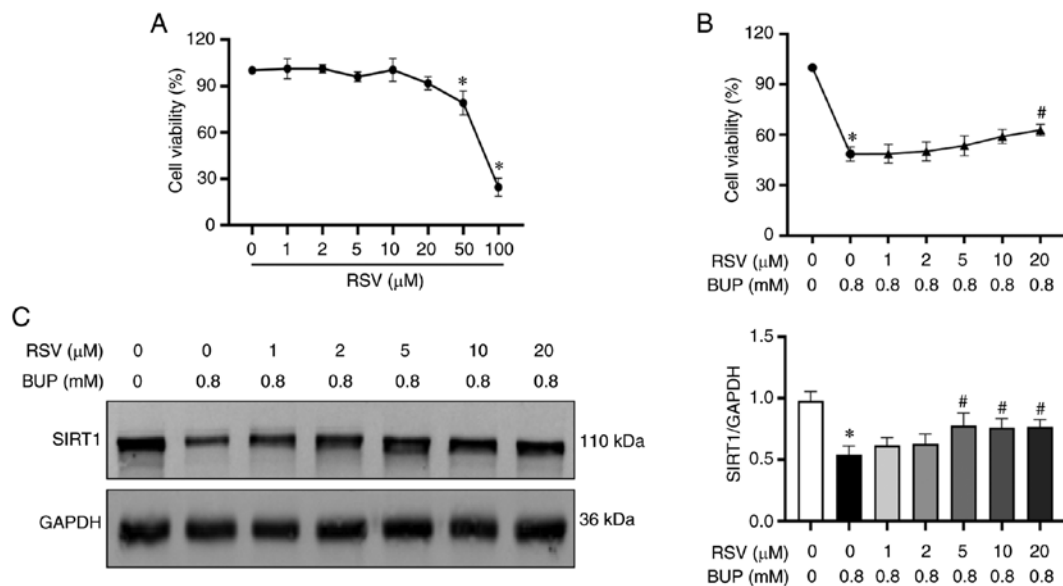 A
Cell viability (%)
120
90
60
30
0
*
*
0 1 2 5 10 20 50 100
RSV (μM)
B
Cell viability (%)
120
90
60
30
0
*
#
RSV (μM) 0 0 1 2 5 10 20
BUP (mM) 0 0.8 0.8 0.8 0.8 0.8 0.8
C
RSV (μM) 0 0 1 2 5 10 20
BUP (mM) 0 0.8 0.8 0.8 0.8 0.8 0.8
SIRT1 110 kDa
GAPDH 36 kDa
SIRT1/GAPDH
1.5
1.0
0.5
0.0
* # # #
RSV (μM) 0 0 1 2 5 10 20
BUP (mM) 0 0.8 0.8 0.8 0.8 0.8 0.8